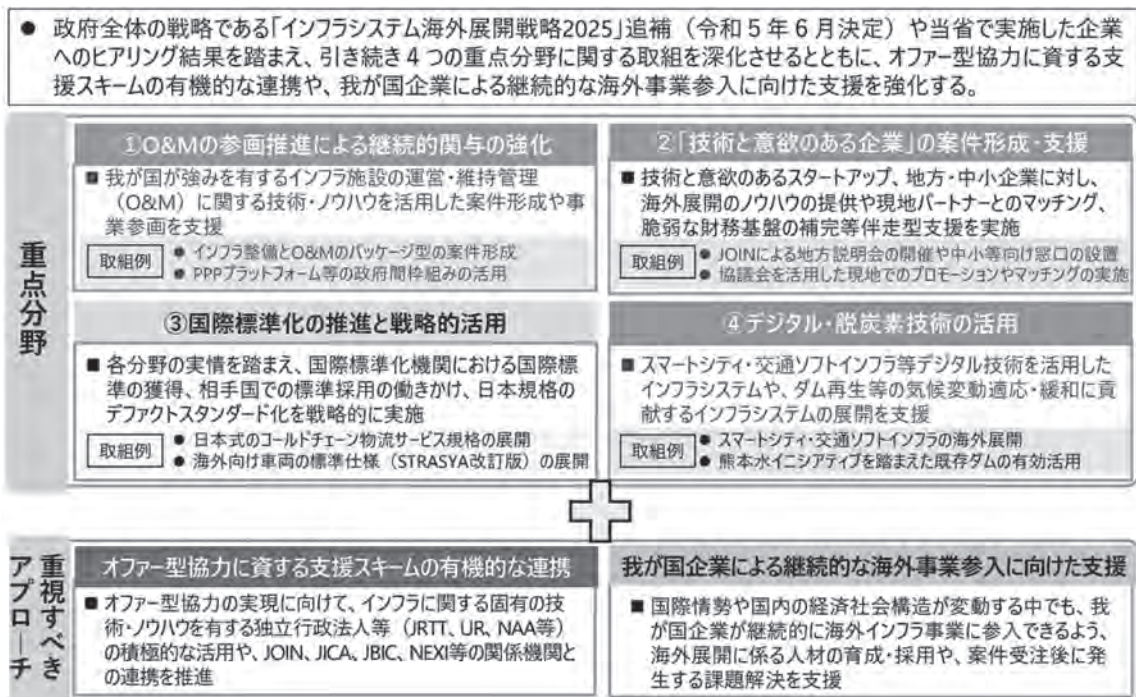 ● 政府全体の戦略である「インフラシステム海外展開戦略2025」追補（令和5年6月決定）や当省で実施した企業
へのヒアリング結果を踏まえ、引き続き4つの重点分野に関する取組を深化させるとともに、オファー型協力に資する支
援スキームの有機的な連携や、我が国企業による継続的な海外事業参入に向けた支援を強化する。
重点分野
①O&Mの参画推進による継続的関与の強化
■ 我が国が強みを有するインフラ施設の運営・維持管理
（O&M）に関する技術・ノウハウを活用した案件形成や事
業参画を支援
取組例
● インフラ整備とO&Mのパッケージ型の案件形成
● PPPプラットフォーム等の政府間枠組みの活用
②「技術と意欲のある企業」の案件形成・支援
■ 技術と意欲のあるスタートアップ、地方・中小企業に対し、
海外展開のノウハウの提供や現地パートナーとのマッチング、
脆弱な財務基盤の補完等伴走型支援を実施
取組例
● JOINによる地方説明会の開催や中小等向け窓口の設置
● 協議会を活用した現地でのプロモーションやマッチングの実施
③国際標準化の推進と戦略的活用
■ 各分野の実情を踏まえ、国際標準化機関における国際標
準の獲得、相手国での標準採用の働きかけ、日本規格の
デファクトスタンダード化を戦略的に実施
取組例
● 日本式のコールドチェーン物流サービス規格の展開
● 海外向け車両の標準仕様（STRASYA改訂版）の展開
④デジタル・脱炭素技術の活用
■ スマートシティ・交通ソフトインフラ等デジタル技術を活用した
インフラシステムや、ダム再生等の気候変動適応・緩和に貢
献するインフラシステムの展開を支援
取組例
● スマートシティ・交通ソフトインフラの海外展開
● 熊本水イニシアティブを踏まえた既存ダムの有効活用
重視すべき
アプローチ
オファー型協力に資する支援スキームの有機的な連携
■ オファー型協力の実現に向けて、インフラに関する固有の技
術・ノウハウを有する独立行政法人等（JRTT、UR、NAA等）
の積極的な活用や、JOIN、JICA、JBIC、NEXI等の関係機関と
の連携を推進
我が国企業による継続的な海外事業参入に向けた支援
■ 国際情勢や国内の経済社会構造が変動する中でも、我
が国企業が継続的に海外インフラ事業に参入できるよう、
海外展開に係る人材の育成・採用や、案件受注後に発
生する課題解決を支援